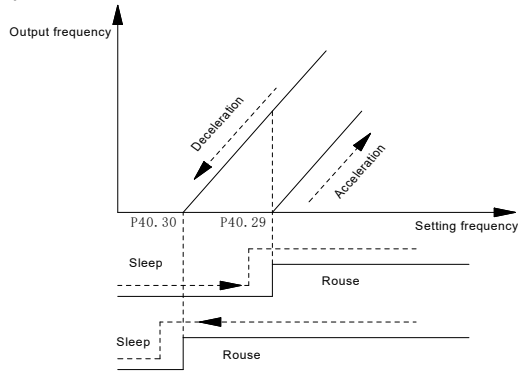 Output frequency
Deceleration
Acceleration
P40.30
P40.29
Setting frequency
Sleep
Rouse
Sleep
Rouse